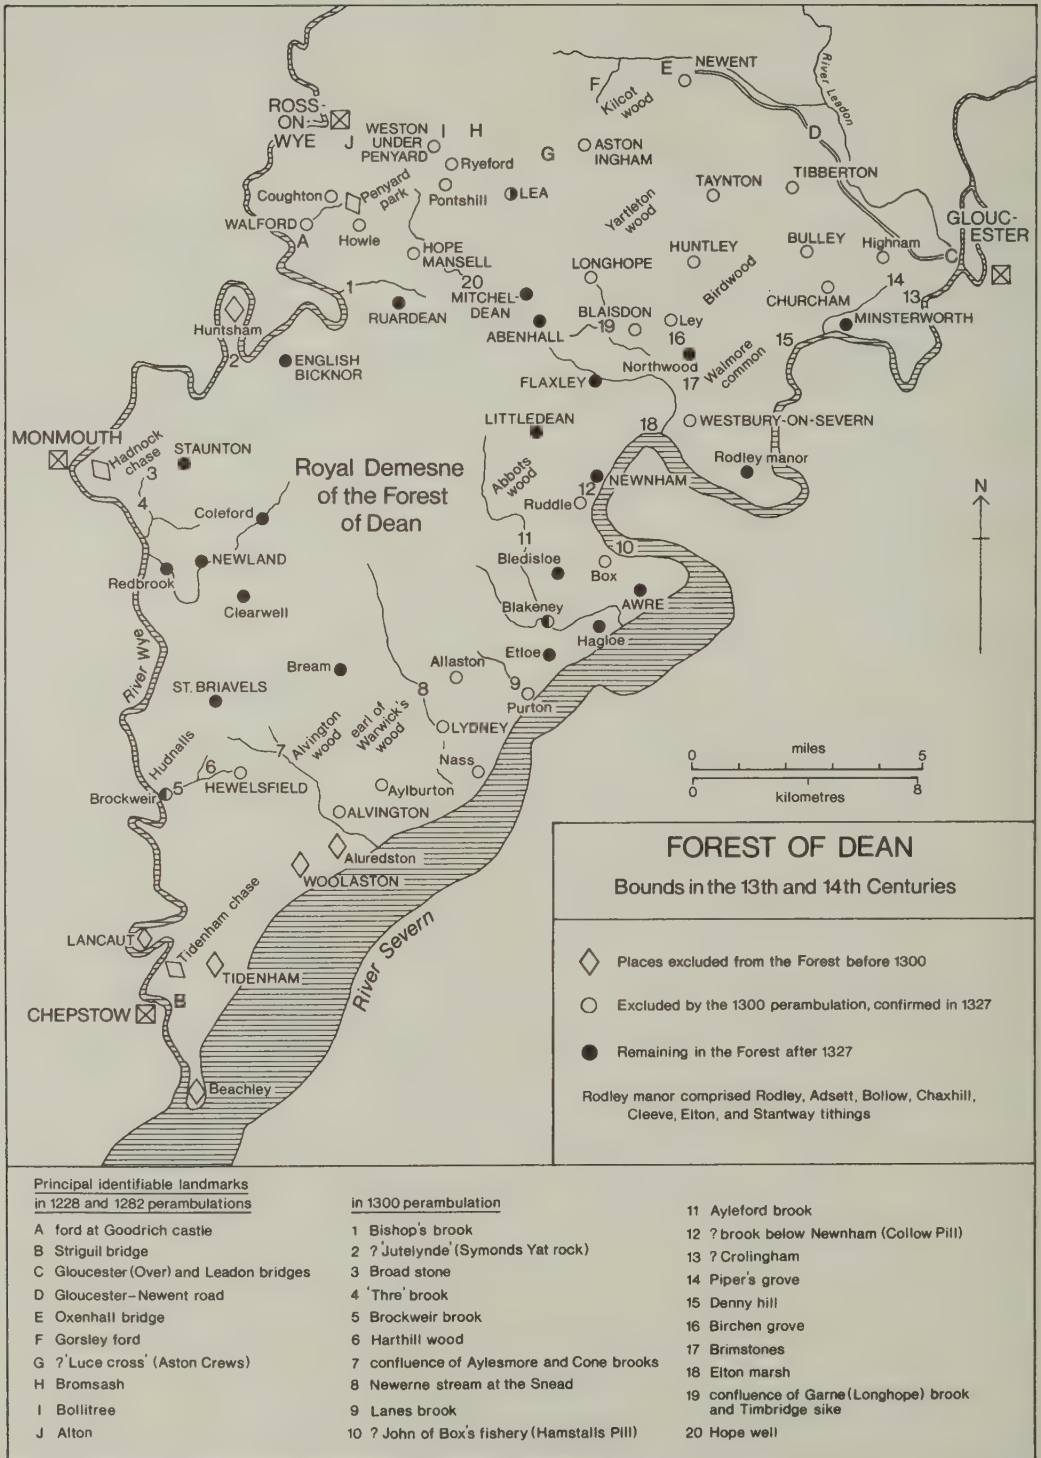 River Leadon
E
NEWENT
F
Kilcot
wood
ROSS-
ON-
WYE
J
WESTON
UNDER
PENYARD
I
H
D
G
ASTON
INGHAM
Ryeford
Coughton
Penyard
park
Pontshill
LEA
TAYNTON
TIBBERTON
Yartleton
wood
GLOUC-
ESTER
WALFORD
A
Howle
HOPE
MANSELL
HUNTLEY
BULLEY
Highnam
C
LONGHOPE
Birdwood
1
20
14
CHURCHAM
13
RUARDEAN
MITCHEL-
DEAN
BLAISDON
Ley
MINSTERWORTH
Huntsham
ABENHALL
19
16
15
2
ENGLISH
BICKNOR
Northwood
Walmore
common
FLAXLEY
17
LITTLEDEAN
18
WESTBURY-ON-SEVERN
MONMOUTH
Hadnock
chase
STAUNTON
Rodley manor
3
Royal Demesne
of the Forest
of Dean
Abbots
wood
NEWNHAM
12
4
Ruddle
N
Coleford
11
10
NEWLAND
Bledisloe
Box
Redbrook
Clearwell
Blakeney
AWRE
Hagloe
River Wye
Etloe
Bream
Allaston
ST. BRIAVELS
8
9
Purton
Alvington
wood
earl of
Warwick's
wood
LYDNEY
Hudnalls
7
Nass
6
HEWELSFIELD
Brockweir
5
Aylburton
ALVINGTON
Aluredston
WOOLASTON
LANCAUT
Tidenham chase
TIDENHAM
River Severn
B
CHEPSTOW
Beachley
miles
0 5
0 8
kilometres
FOREST OF DEAN
Bounds in the 13th and 14th Centuries
Places excluded from the Forest before 1300
Excluded by the 1300 perambulation, confirmed in 1327
Remaining in the Forest after 1327
Rodley manor comprised Rodley, Adsett, Bollow, Chaxhill,
Cleeve, Elton, and Stantway tithings
Principal identifiable landmarks
in 1228 and 1282 perambulations
A ford at Goodrich castle
B Striguil bridge
C Gloucester (Over) and Leadon bridges
D Gloucester-Newent road
E Oxenhall bridge
F Gorsley ford
G ?'Luce cross' (Aston Crews)
H Bromsash
I Bollitree
J Alton
in 1300 perambulation
1 Bishop's brook
2 ?'Jutelynde' (Symonds Yat rock)
3 Broad stone
4 'Thre' brook
5 Brockweir brook
6 Harthill wood
7 confluence of Aylesmore and Cone brooks
8 Newerne stream at the Snead
9 Lanes brook
10 ? John of Box's fishery (Hamstalls Pill)
11 Ayleford brook
12 ? brook below Newnham (Collow Pill)
13 ? Crolingham
14 Piper's grove
15 Denny hill
16 Birchen grove
17 Brimstones
18 Elton marsh
19 confluence of Garne (Longhope) brook
and Timbridge sike
20 Hope well